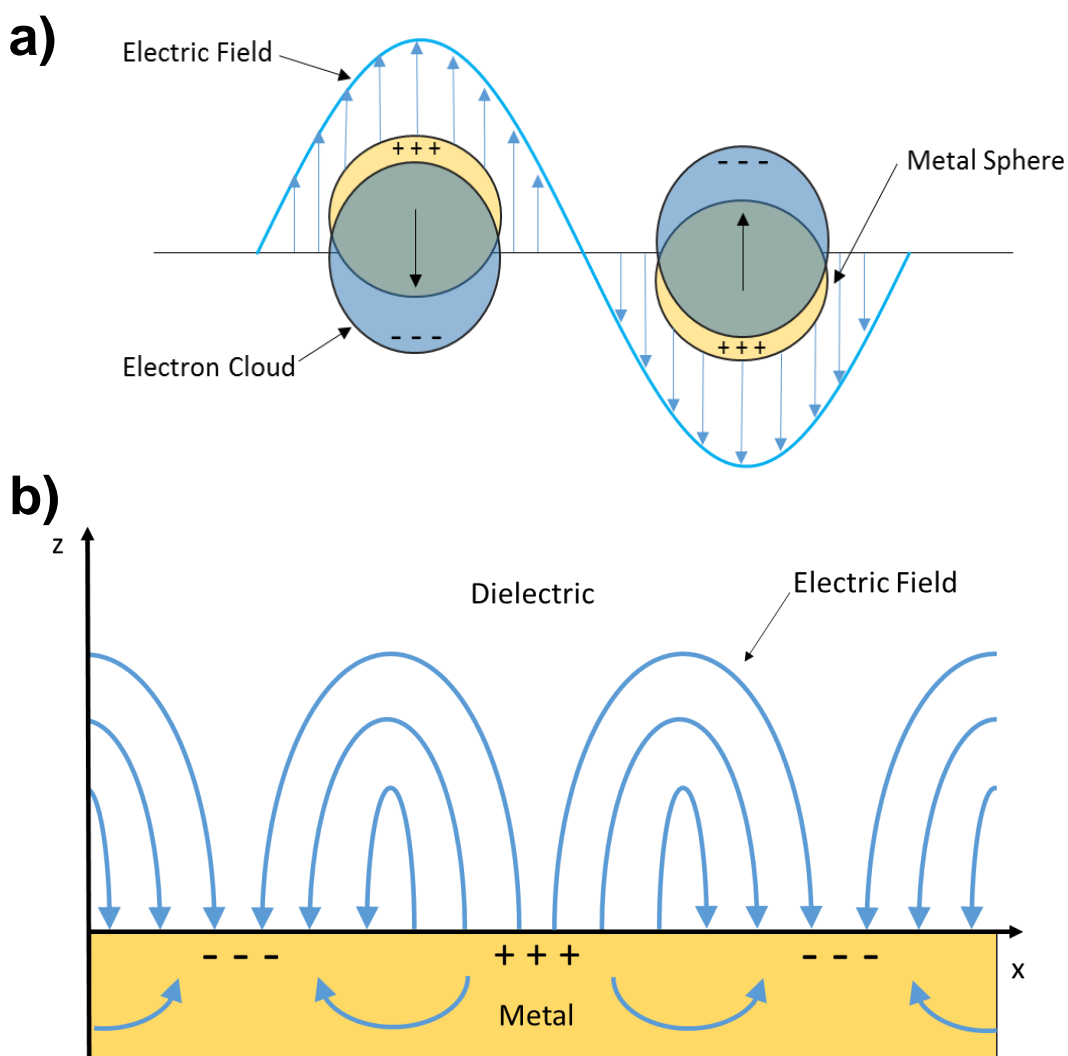 a)
Electric Field
+ + +
- - -
Metal Sphere
- - -
+ + +
Electron Cloud
b)
z
Dielectric
Electric Field
- - -
+ + +
- - -
x
Metal